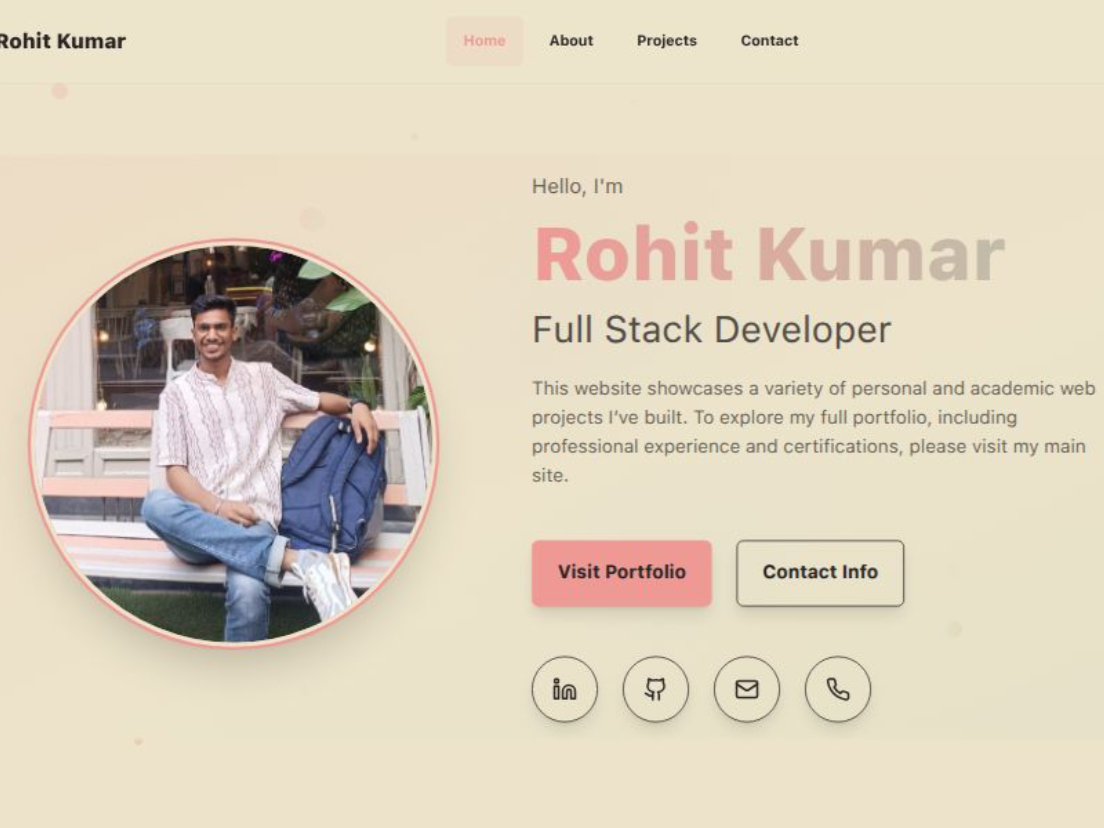 Rohit Kumar
Home
About
Projects
Contact
Hello, I'm
Rohit Kumar
Full Stack Developer
This website showcases a variety of personal and academic web
projects I've built. To explore my full portfolio, including
professional experience and certifications, please visit my main
site.
Visit Portfolio
Contact Info